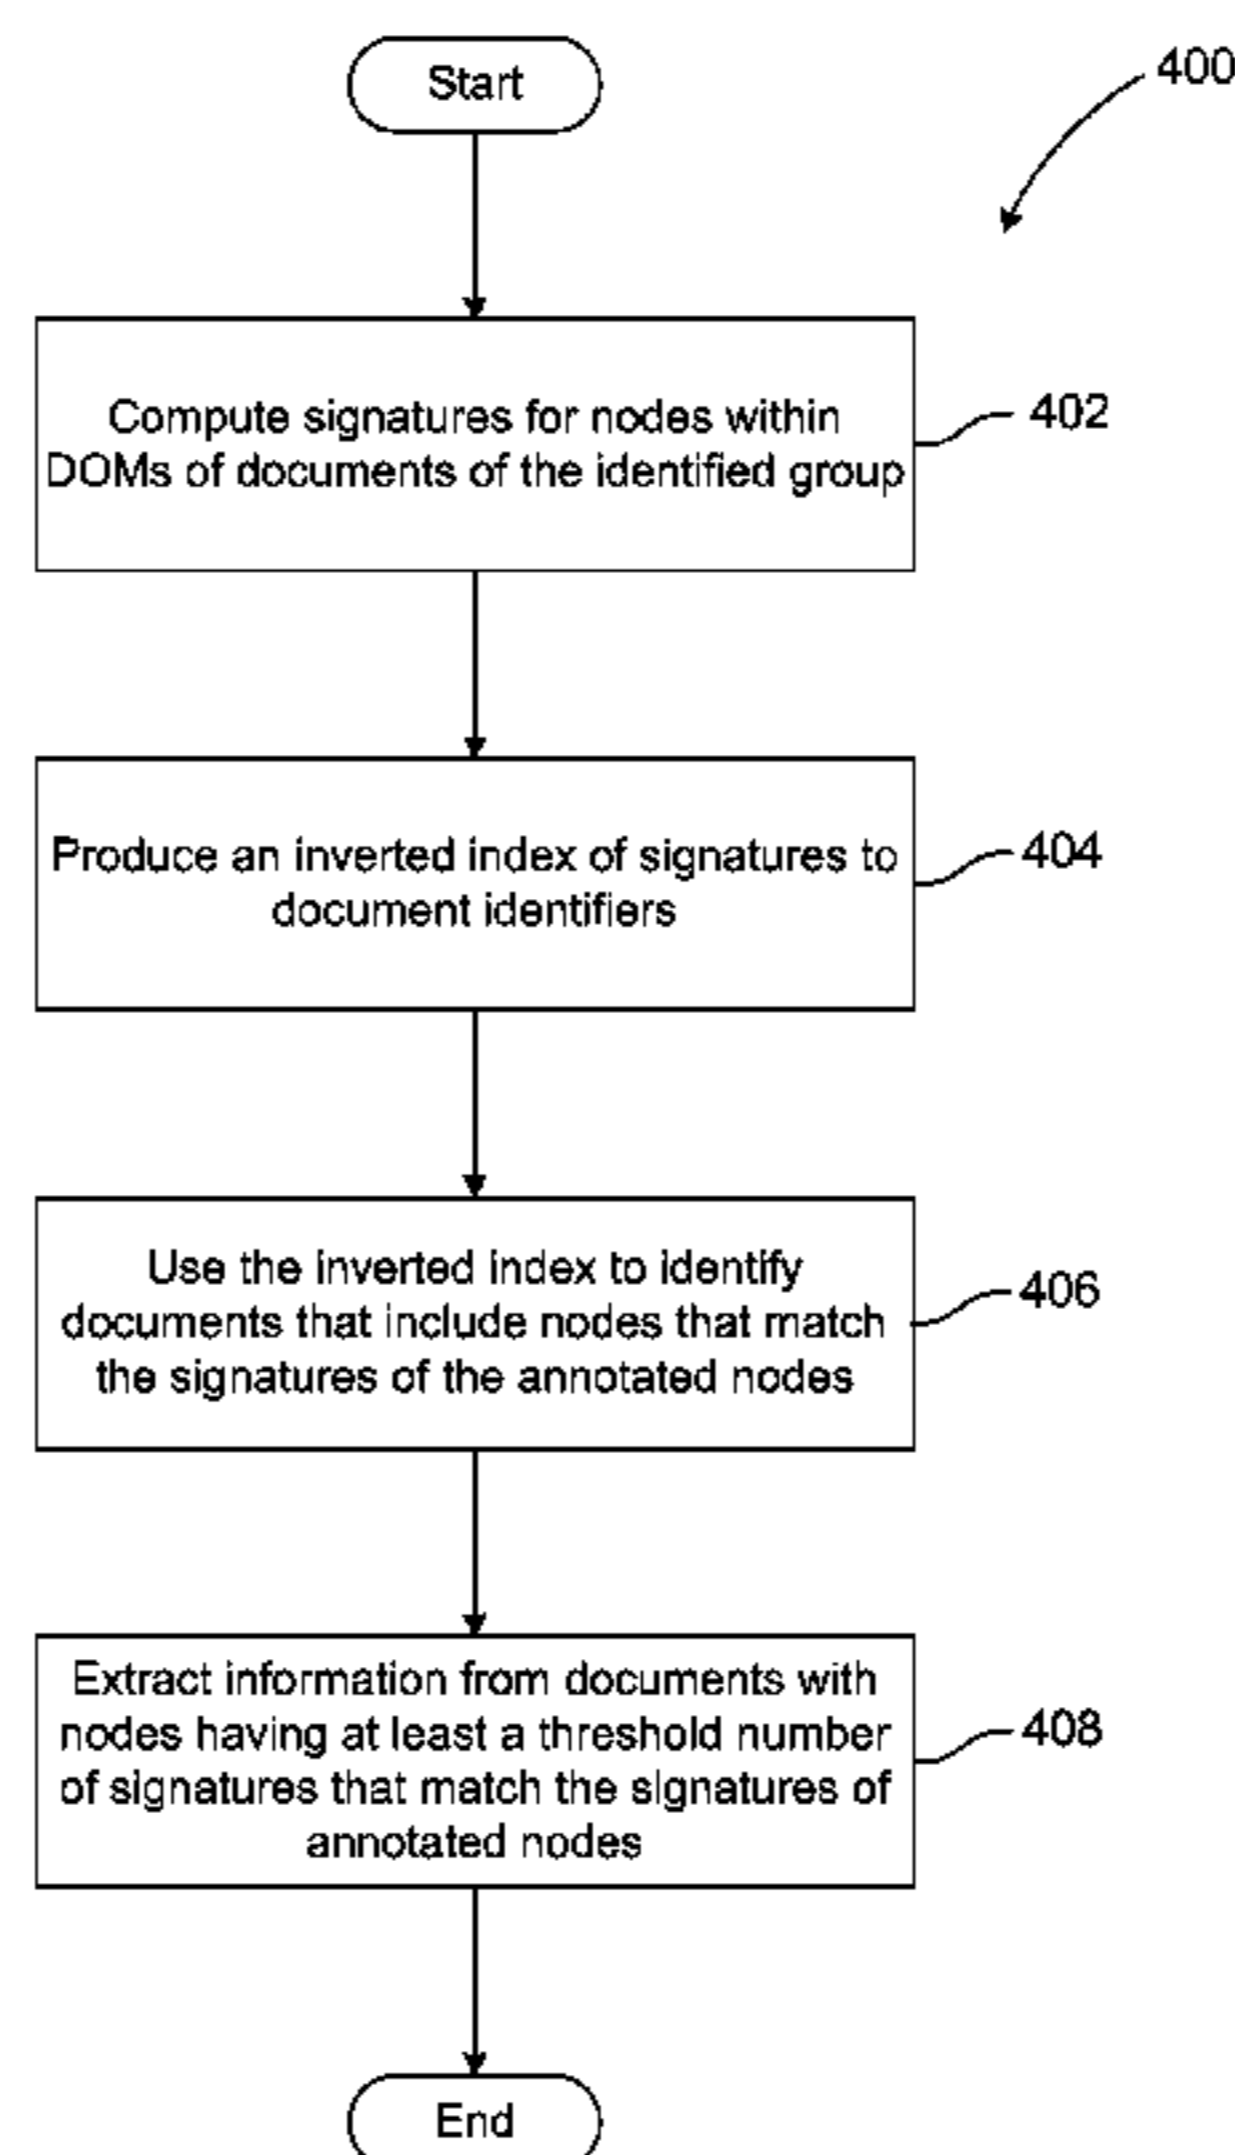 Start
400
Compute signatures for nodes within
DOMs of documents of the identified group
402
Produce an inverted index of signatures to
document identifiers
404
Use the inverted index to identify
documents that include nodes that match
the signatures of the annotated nodes
406
Extract information from documents with
nodes having at least a threshold number
of signatures that match the signatures of
annotated nodes
408
End